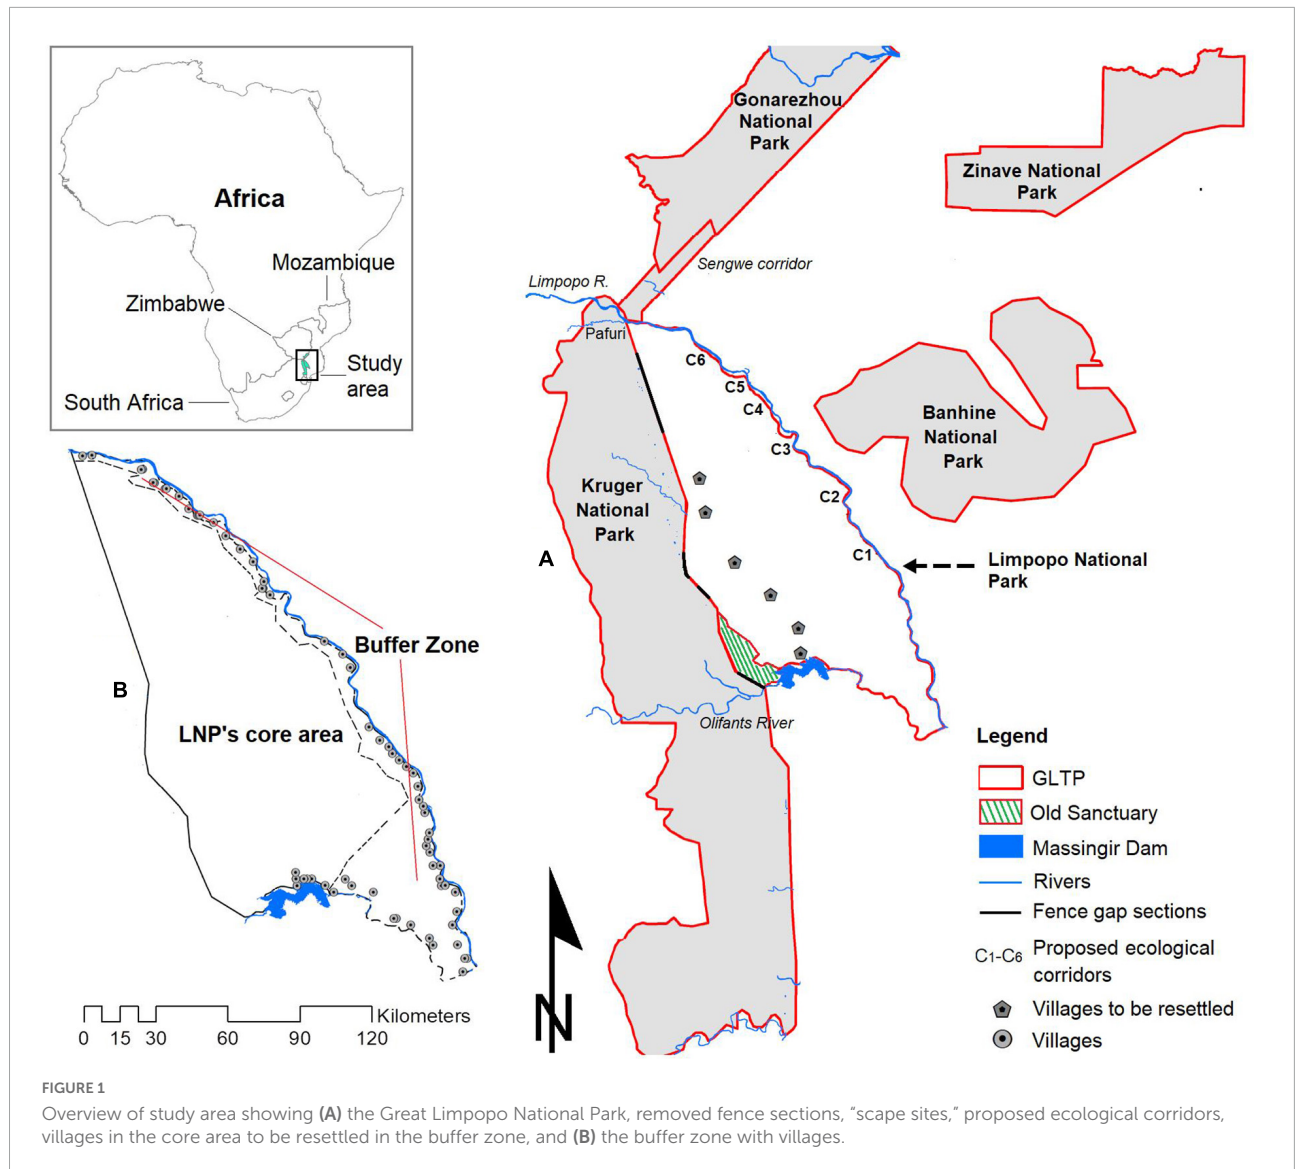 Africa
Mozambique
Zimbabwe
Study
area
South Africa
Gonarezhou
National
Park
Zinave National
Park
Sengwe corridor
Limpopo R.
Pafuri
C6
C5
C4
C3
C2
C1
Banhine
National
Park
Kruger
National
Park
A
Limpopo National
Park
Olifants River
Buffer Zone
B
LNP's core area
Kilometers
0 15 30 60 90 120
N
Legend
GLTP
Old Sanctuary
Massingir Dam
Rivers
Fence gap sections
C1-C6 Proposed ecological
corridors
Villages to be resettled
Villages
FIGURE 1
Overview of study area showing (A) the Great Limpopo National Park, removed fence sections, “scape sites,” proposed ecological corridors,
villages in the core area to be resettled in the buffer zone, and (B) the buffer zone with villages.